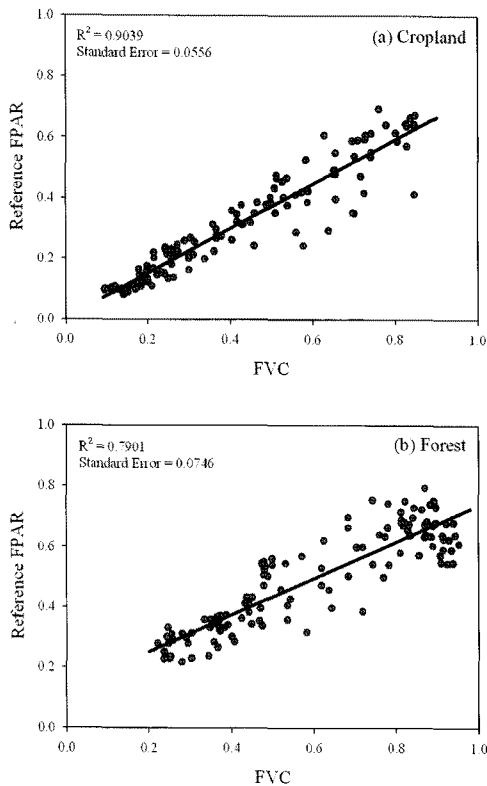 1.0
R² = 0.9039
Standard Error = 0.0556
(a) Cropland
0.8
0.6
0.4
0.2
0.0
Reference FPAR
0.0 0.2 0.4 0.6 0.8 1.0
FVC
1.0
R² = 0.7901
Standard Error = 0.0746
(b) Forest
0.8
0.6
0.4
0.2
0.0
Reference FPAR
0.0 0.2 0.4 0.6 0.8 1.0
FVC